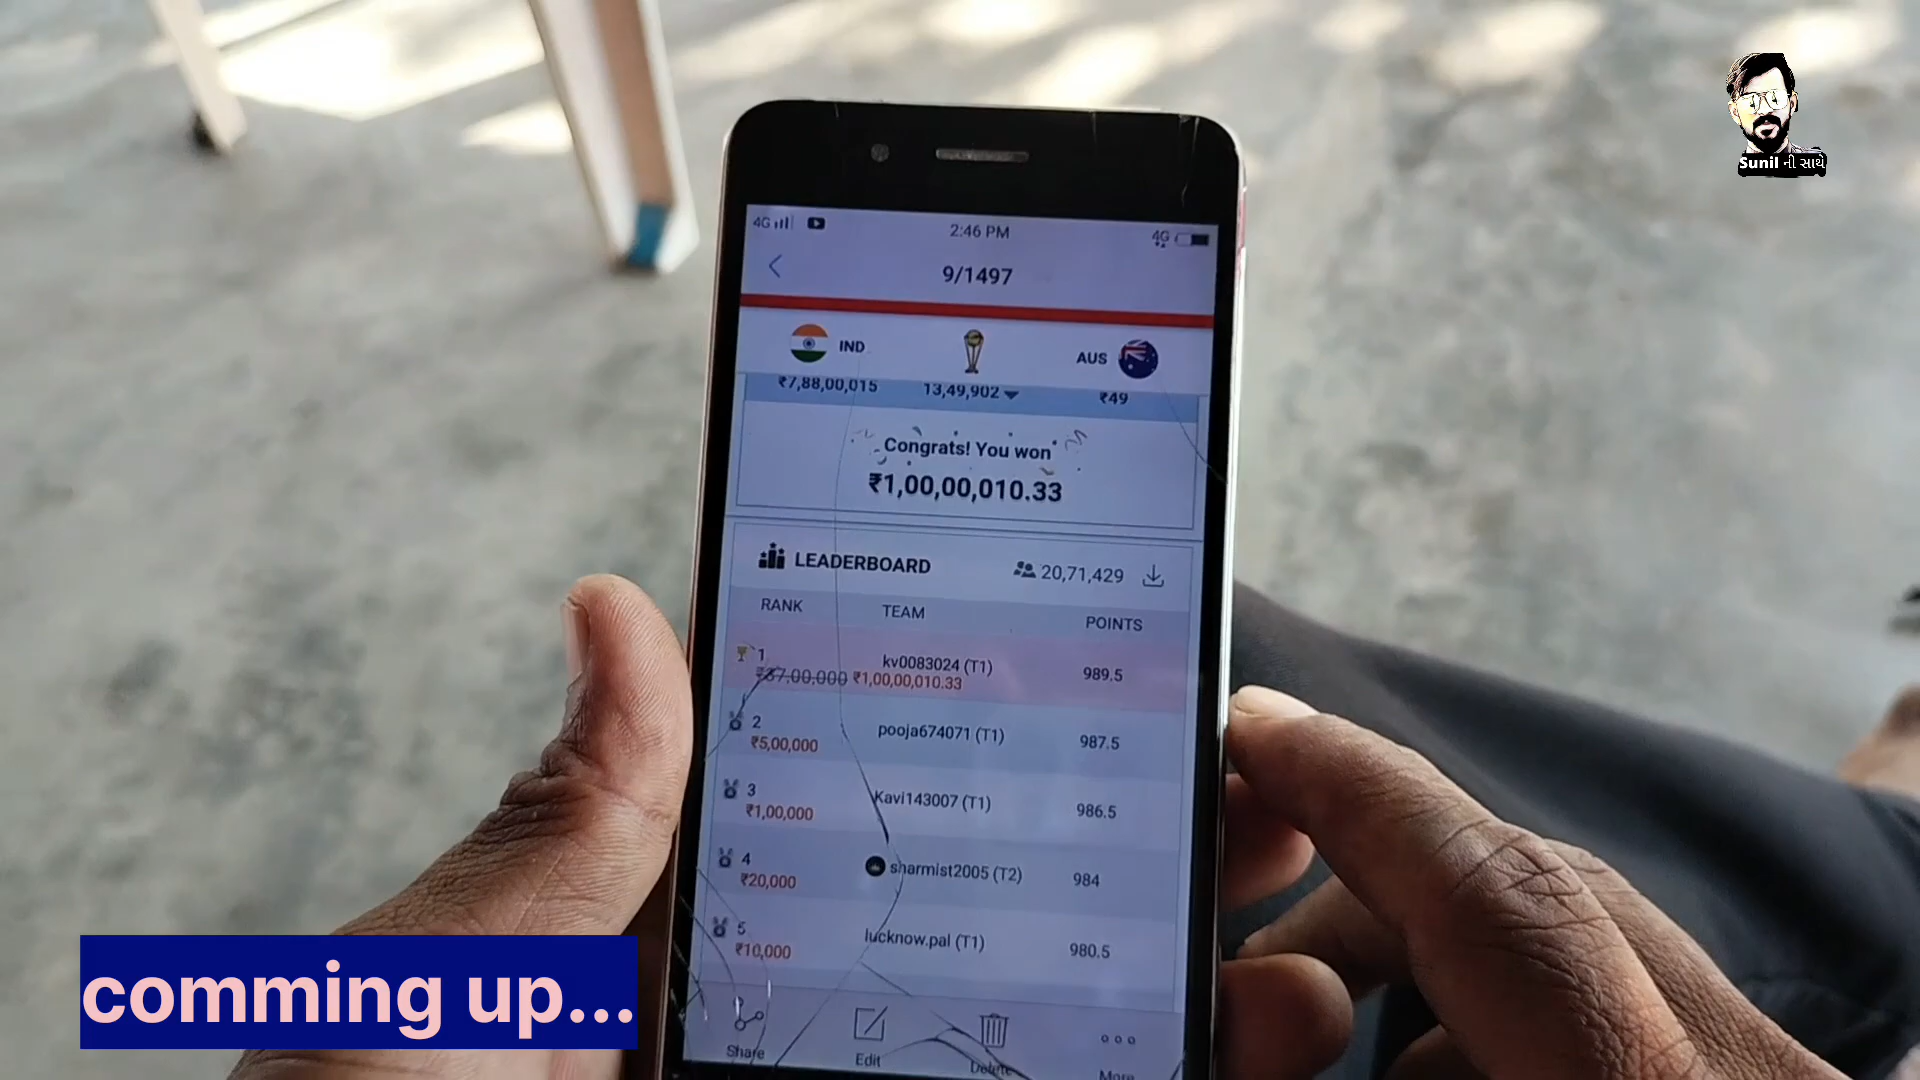 Sunil ની સાથે
4G
2:46 PM
4G
9/1497
IND
AUS
₹7,88,00,015
13,49,902
₹49
Congrats! You won
₹1,00,00,010.33
LEADERBOARD
20,71,429
RANK
TEAM
POINTS
1
kv0083024 (T1)
989.5
₹37,00,000 ₹1,00,00,010.33
2
pooja674071 (T1)
987.5
₹5,00,000
3
Kavi143007 (T1)
986.5
₹1,00,000
4
sharmist2005 (T2)
984
₹20,000
5
lucknow.pal (T1)
980.5
₹10,000
Share
Edit
Delete
More
comming up...